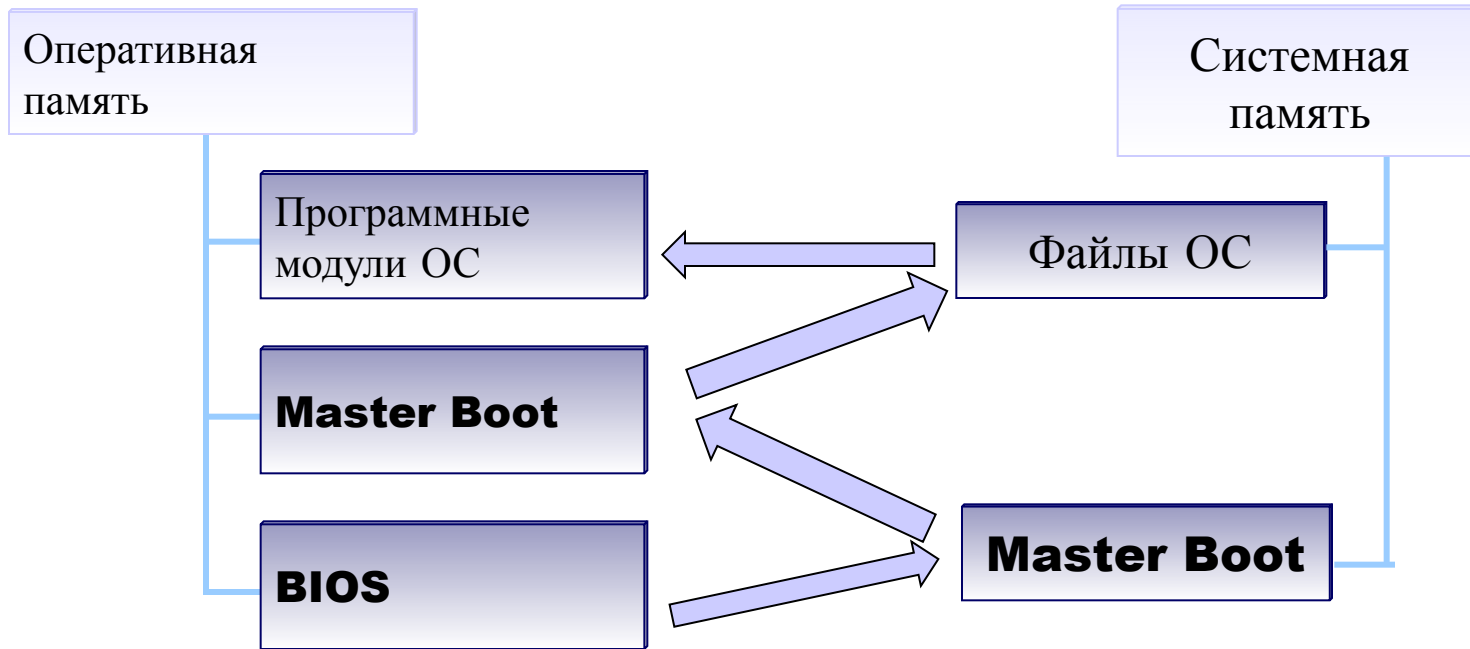 Оперативная
память
Системная
память
Программные
модули ОС
Файлы ОС
Master Boot
Master Boot
BIOS